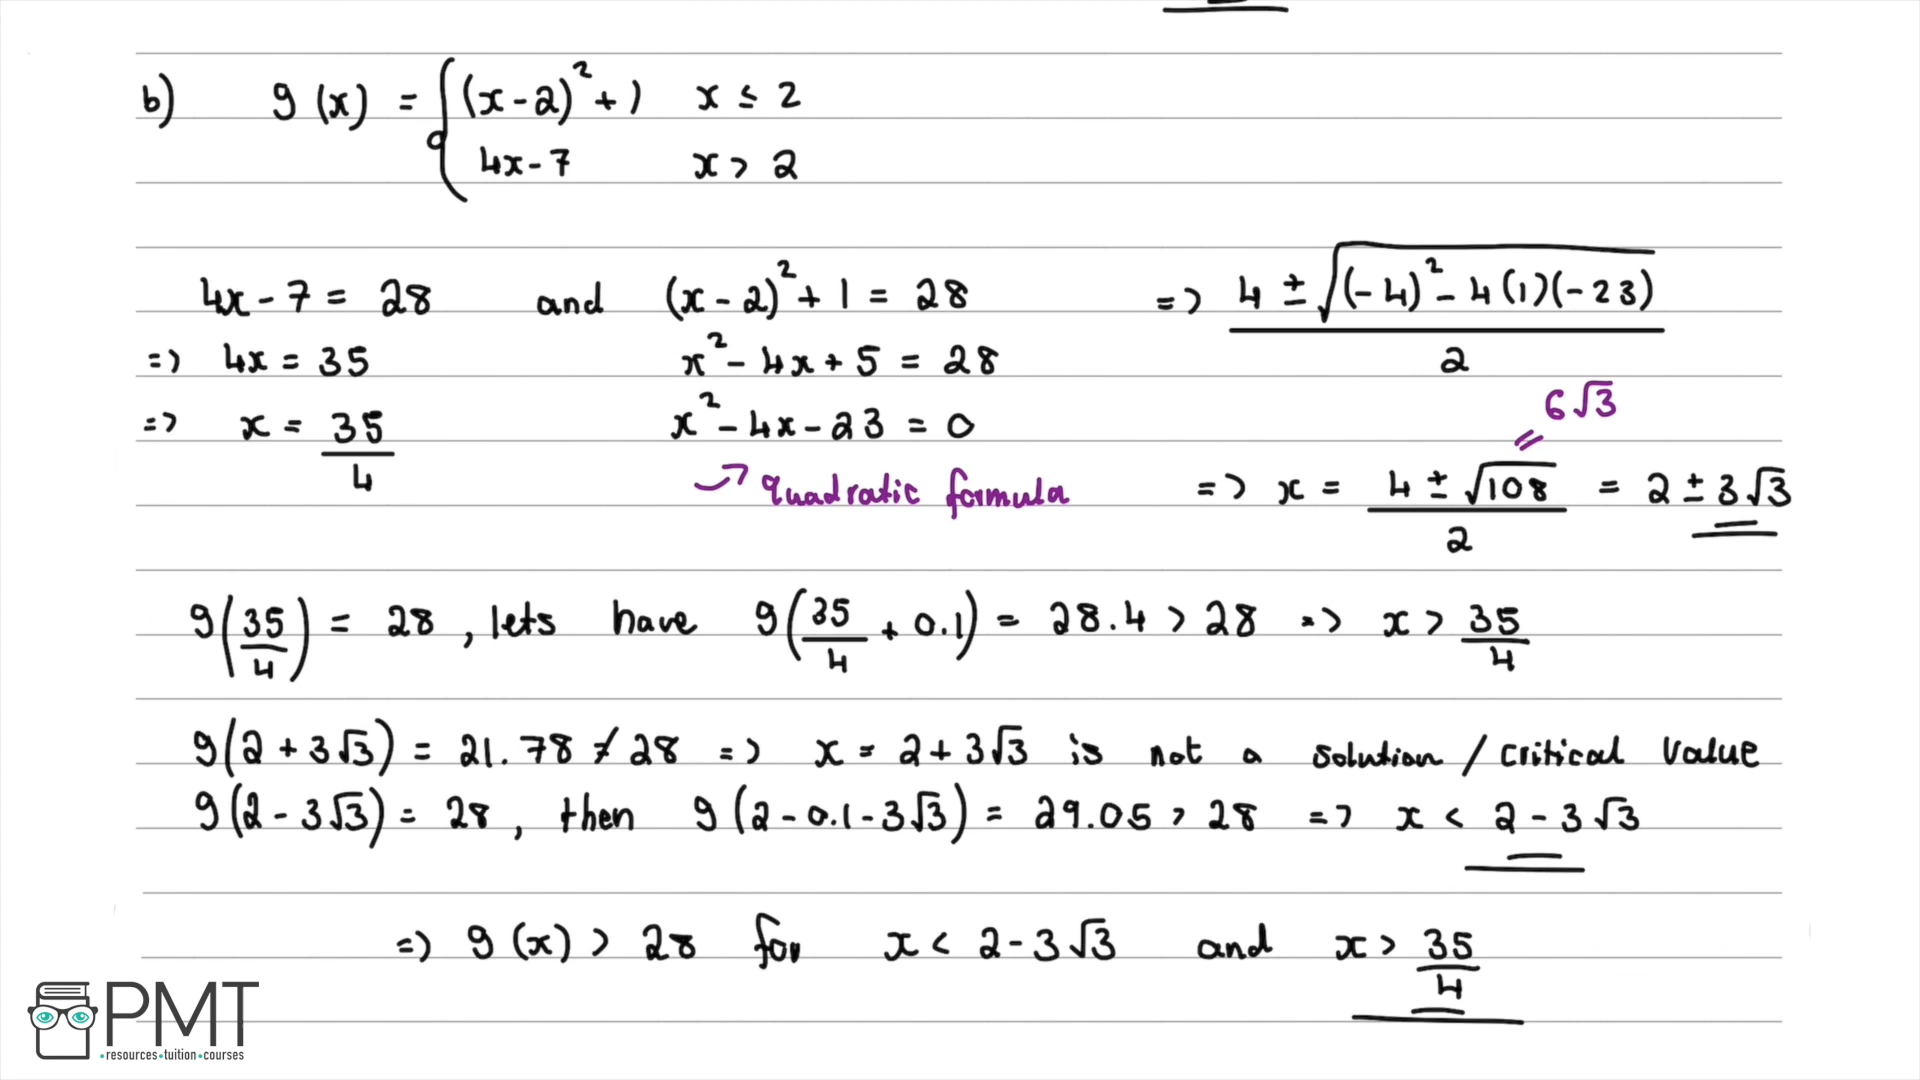 b) g(x) = { (x-2)² + 1 x ≤ 2
4x-7 x > 2
4x - 7 = 28 and (x-2)² + 1 = 28 => 4 ± √((-4)² - 4(1)(-23)) / 2
=> 4x = 35 x² - 4x + 5 = 28
6√3
=> x = 35/4 x² - 4x - 23 = 0
quadratic formula => x = (4 ± √108)/2 = 2 ± 3√3
g(35/4) = 28, lets have g(35/4 + 0.1) = 28.4 > 28 => x > 35/4
g(2 + 3√3) = 21.78 ≠ 28 => x = 2 + 3√3 is not a solution / critical value
g(2 - 3√3) = 28, then g(2 - 0.1 - 3√3) = 29.05 > 28 => x < 2 - 3√3
=> g(x) > 28 for x < 2 - 3√3 and x > 35/4
PMT
•resources•tuition•courses